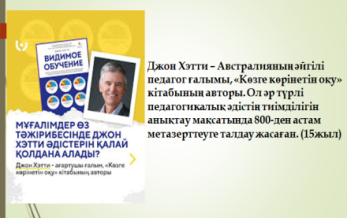 ВИДИМОЕ
ОБУЧЕНИЕ
МҰҒАЛІМДЕР ӨЗ
ТӘЖІРИБЕСІНДЕ ДЖОН
ХЭТТИ ӘДІСТЕРІН ҚАЛАЙ
ҚОЛДАНА АЛАДЫ?
Джон Хэтти - ағартушы ғалым, «Көзге
көрінетін оқу» кітабының авторы
Джон Хэтти – Австралияның әйгілі
педагог ғалымы, «Көзге көрінетін оқу»
кітабының авторы. Ол әр түрлі
педагогикалық әдістің тиімділігін
анықтау мақсатында 800-ден астам
метазерттеуге талдау жасаған. (15жыл)